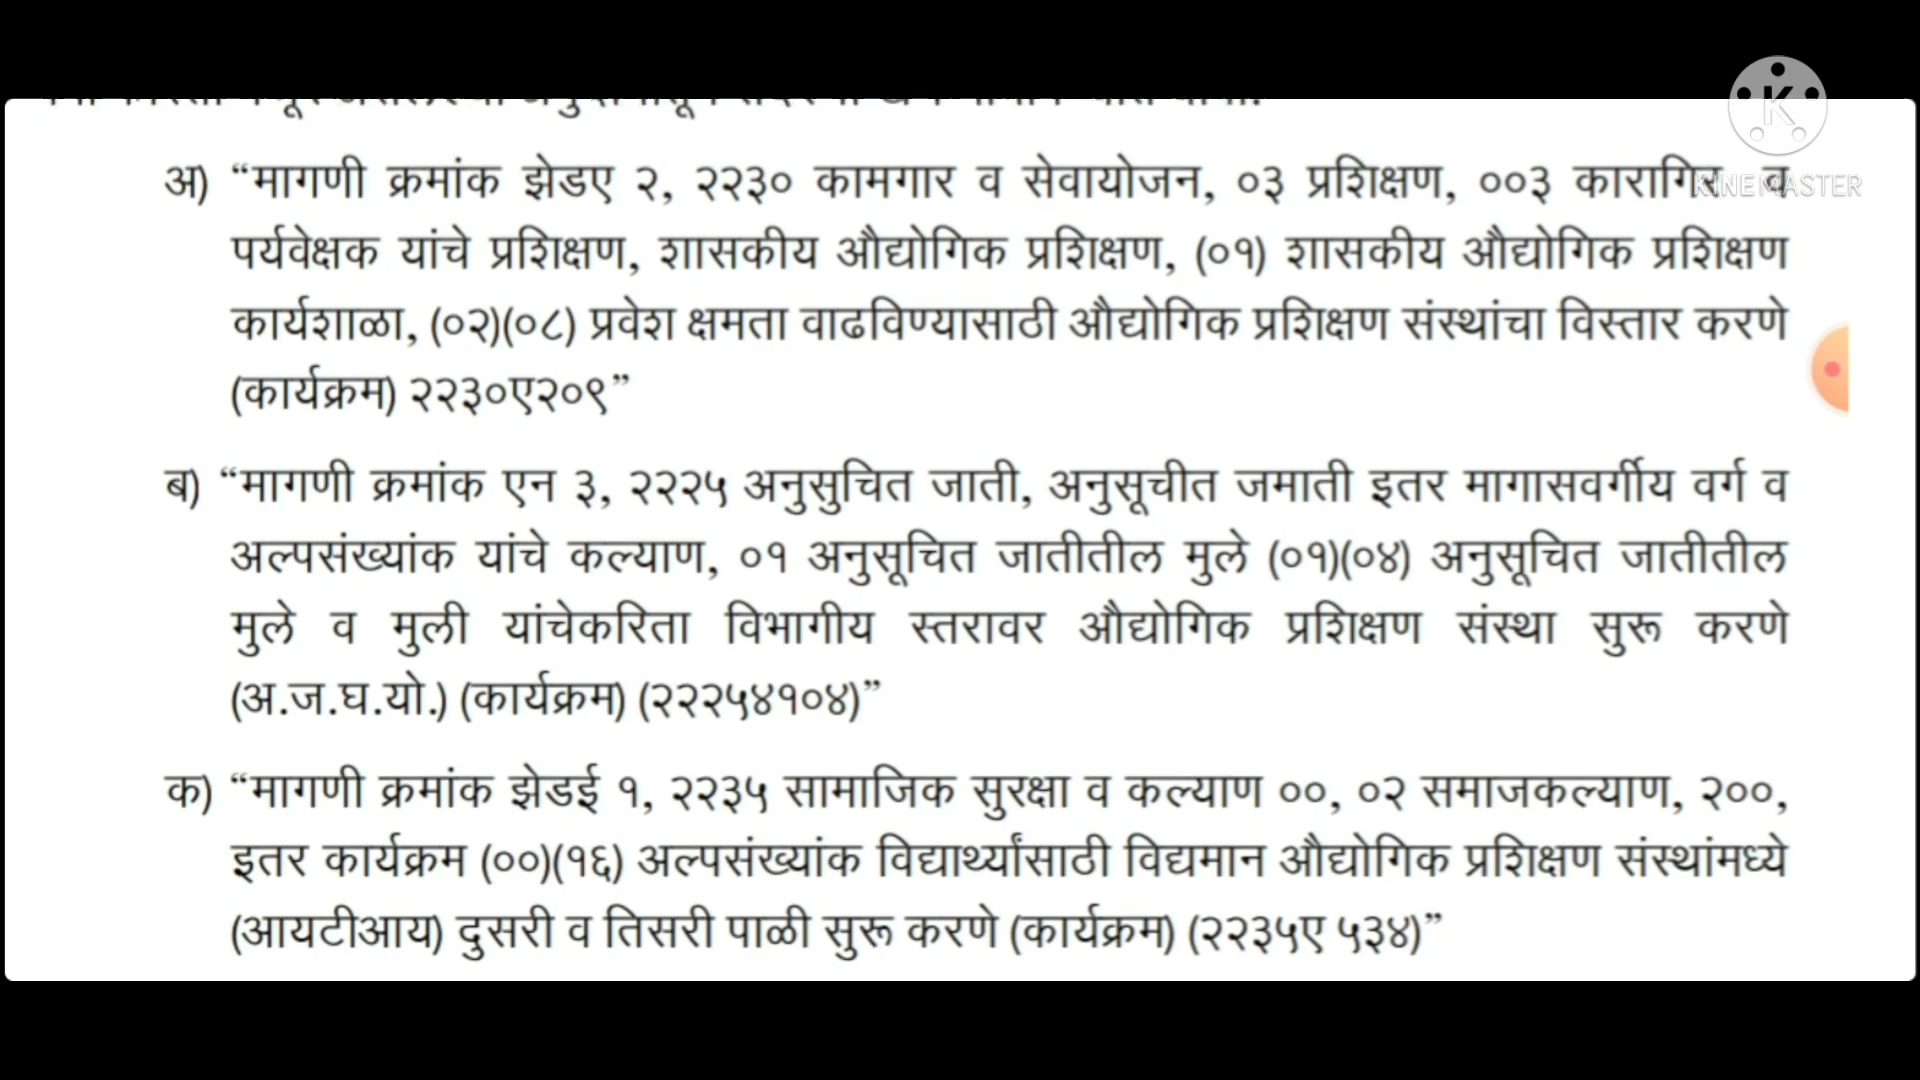 अ) “मागणी क्रमांक झेडए २, २२३० कामगार व सेवायोजन, ०३ प्रशिक्षण, ००३ कारागिर व
पर्यवेक्षक यांचे प्रशिक्षण, शासकीय औद्योगिक प्रशिक्षण, (०१) शासकीय औद्योगिक प्रशिक्षण
कार्यशाळा, (०२)(०८) प्रवेश क्षमता वाढविण्यासाठी औद्योगिक प्रशिक्षण संस्थांचा विस्तार करणे
(कार्यक्रम) २२३०ए२०९”
ब) “मागणी क्रमांक एन ३, २२२५ अनुसुचित जाती, अनुसूचीत जमाती इतर मागासवर्गीय वर्ग व
अल्पसंख्यांक यांचे कल्याण, ०१ अनुसूचित जातीतील मुले (०१)(०४) अनुसूचित जातीतील
मुले व मुली यांचेकरिता विभागीय स्तरावर औद्योगिक प्रशिक्षण संस्था सुरू करणे
(अ.ज.घ.यो.) (कार्यक्रम) (२२२५४१०४)”
क) “मागणी क्रमांक झेडई १, २२३५ सामाजिक सुरक्षा व कल्याण ००, ०२ समाजकल्याण, २००,
इतर कार्यक्रम (००)(१६) अल्पसंख्यांक विद्यार्थ्यांसाठी विद्यमान औद्योगिक प्रशिक्षण संस्थांमध्ये
(आयटीआय) दुसरी व तिसरी पाळी सुरू करणे (कार्यक्रम) (२२३५ए ५३४)”
K
KINEMASTER